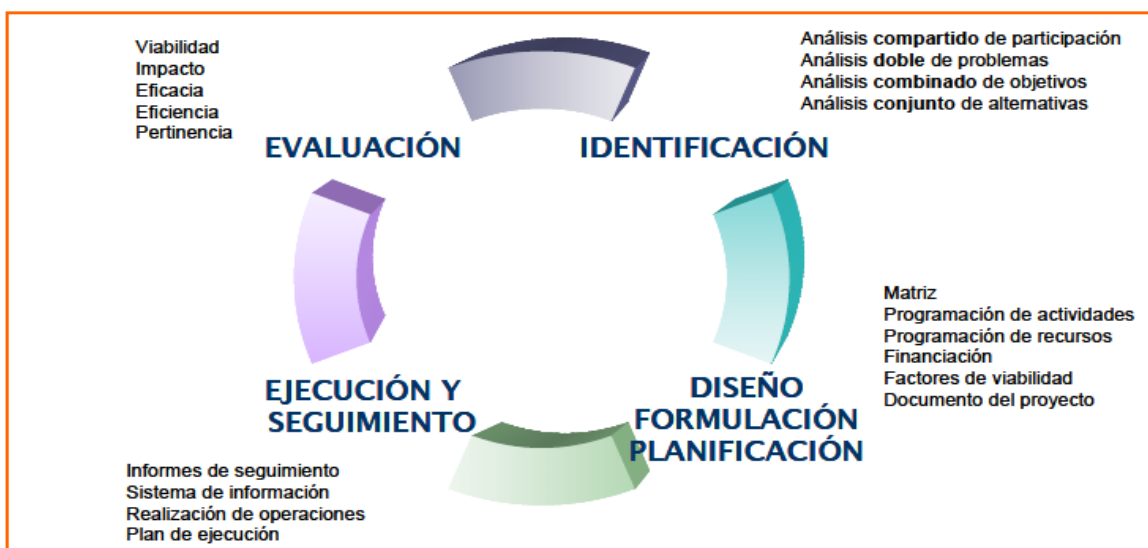 Viabilidad
Impacto
Eficacia
Eficiencia
Pertinencia
EVALUACIÓN
Análisis compartido de participación
Análisis doble de problemas
Análisis combinado de objetivos
Análisis conjunto de alternativas
IDENTIFICACIÓN
Matriz
Programación de actividades
Programación de recursos
Financiación
Factores de viabilidad
Documento del proyecto
DISEÑO
FORMULACIÓN
PLANIFICACIÓN
EJECUCIÓN Y
SEGUIMIENTO
Informes de seguimiento
Sistema de información
Realización de operaciones
Plan de ejecución